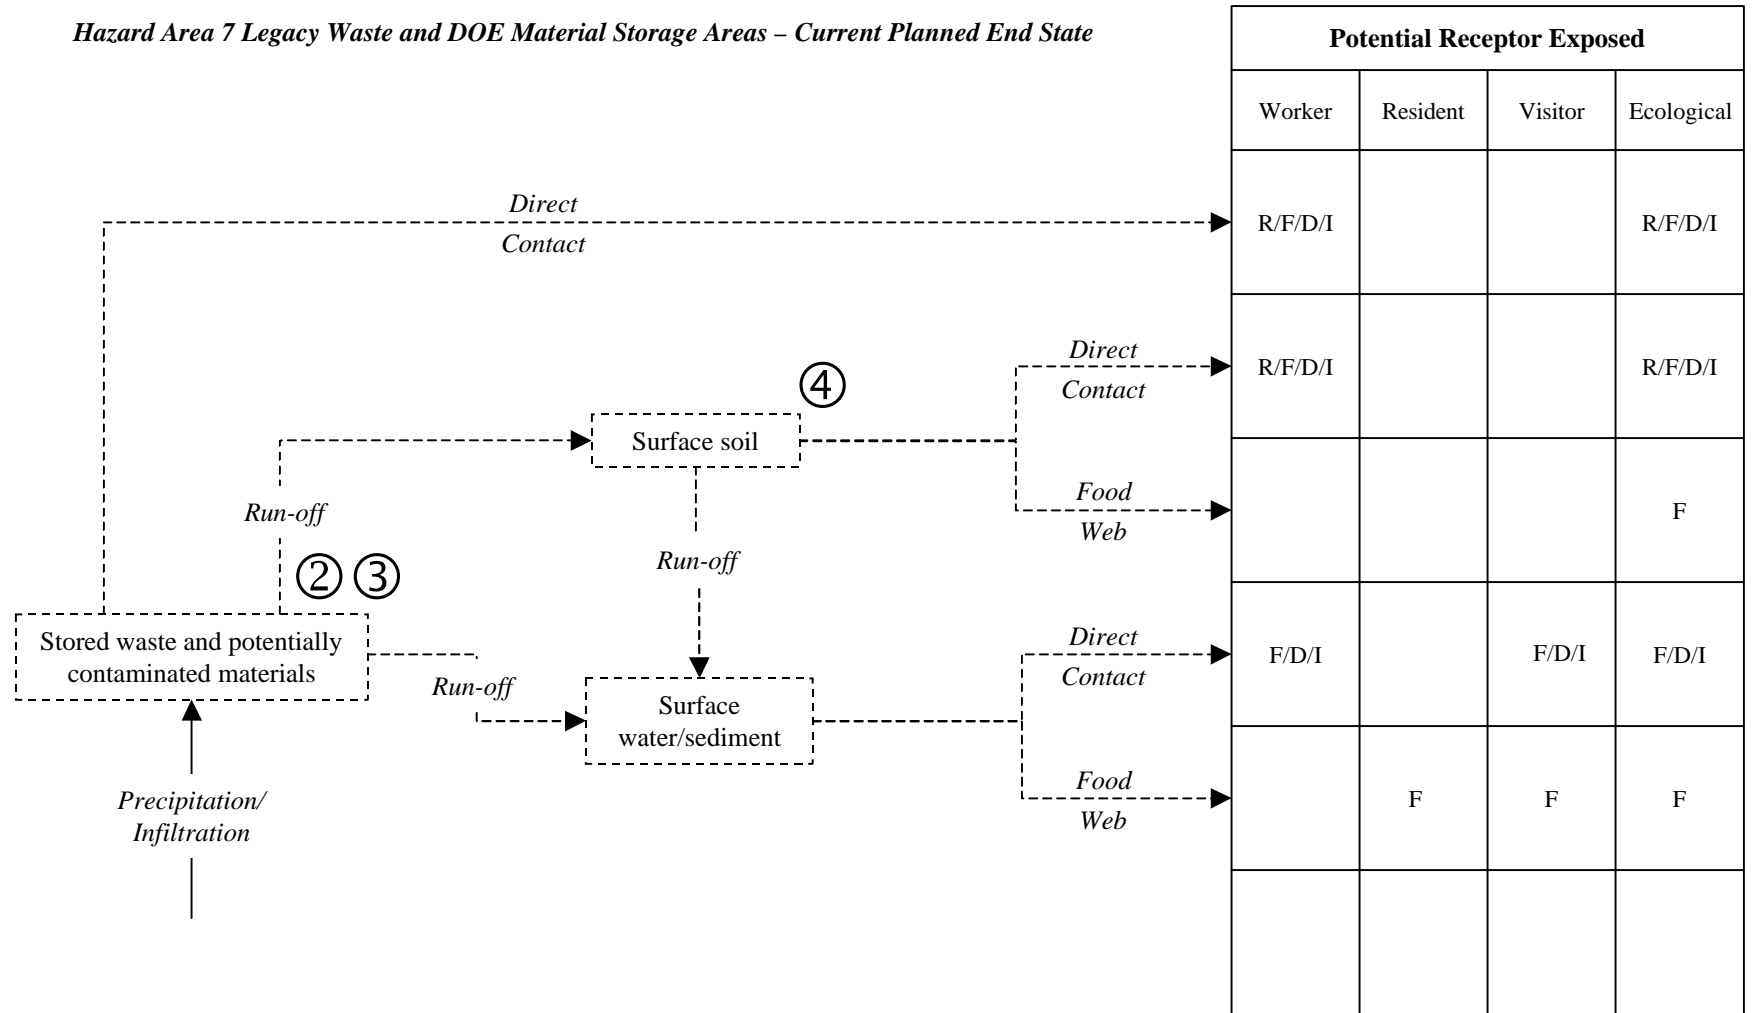 Hazard Area 7 Legacy Waste and DOE Material Storage Areas – Current Planned End State
Potential Receptor Exposed
Worker Resident Visitor Ecological
Direct
Contact
R/F/D/I R/F/D/I
Direct
Contact
R/F/D/I R/F/D/I
④
Surface soil
Food
Web
F
Run-off
Run-off
② ③
Stored waste and potentially
contaminated materials
Direct
Contact
F/D/I F/D/I F/D/I
Run-off
Surface
water/sediment
Food
Web
F F F
Precipitation/
Infiltration